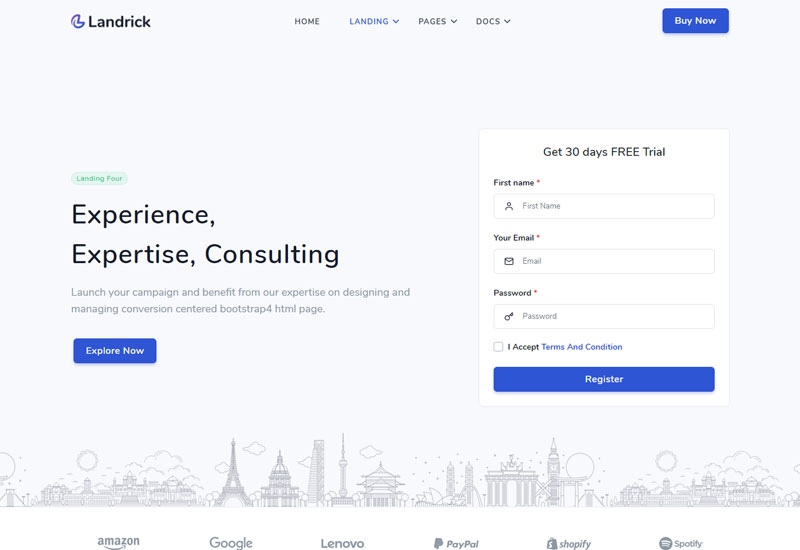 Landrick
HOME LANDING PAGES DOCS
Buy Now
Landing Four
Experience,
Expertise, Consulting
Launch your campaign and benefit from our expertise on designing and
managing conversion centered bootstrap4 html page.
Explore Now
Get 30 days FREE Trial
First name *
First Name
Your Email *
Email
Password *
Password
I Accept Terms And Condition
Register
amazon Google Lenovo PayPal shopify Spotify